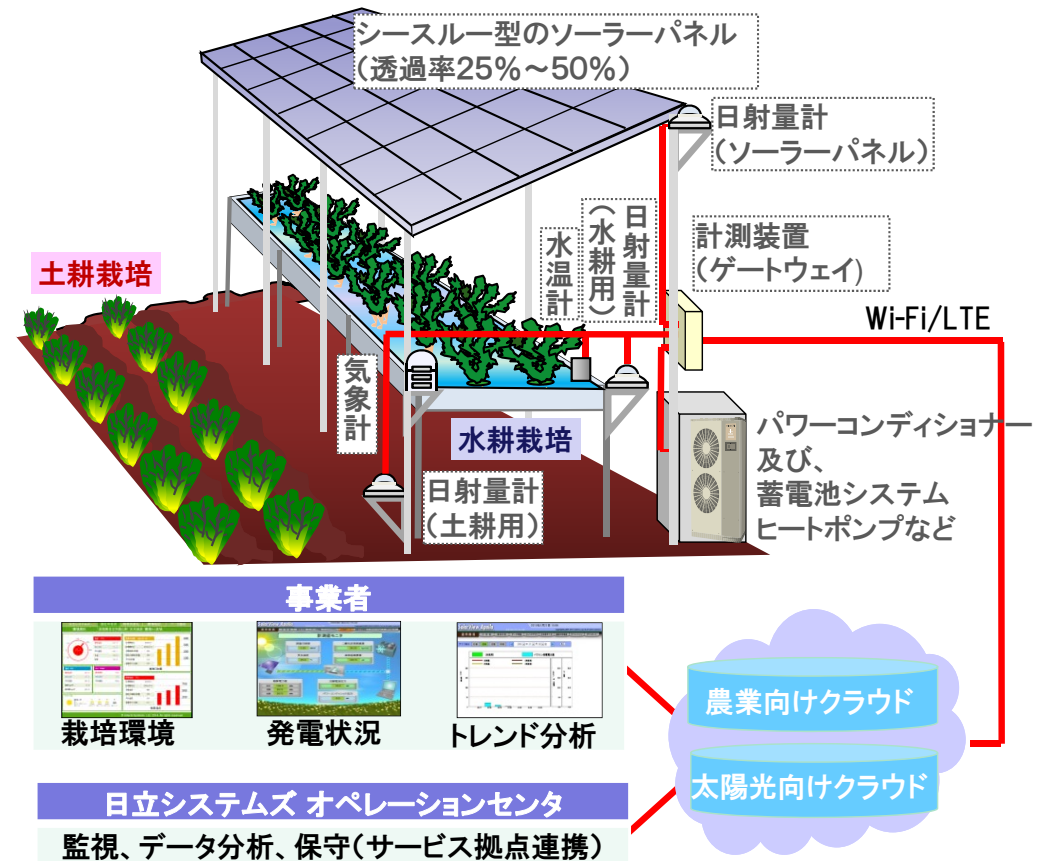 シースルー型のソーラーパネル
（透過率25%～50%）
日射量計
（ソーラーパネル）
日射量計
（水耕用）
水温計
計測装置
（ゲートウェイ）
土耕栽培
Wi-Fi/LTE
気象計
水耕栽培
パワーコンディショナー
及び、
蓄電池システム
ヒートポンプなど
日射量計
（土耕用）
事業者
栽培環境
発電状況
トレンド分析
農業向けクラウド
太陽光向けクラウド
日立システムズ オペレーションセンタ
監視、データ分析、保守（サービス拠点連携）